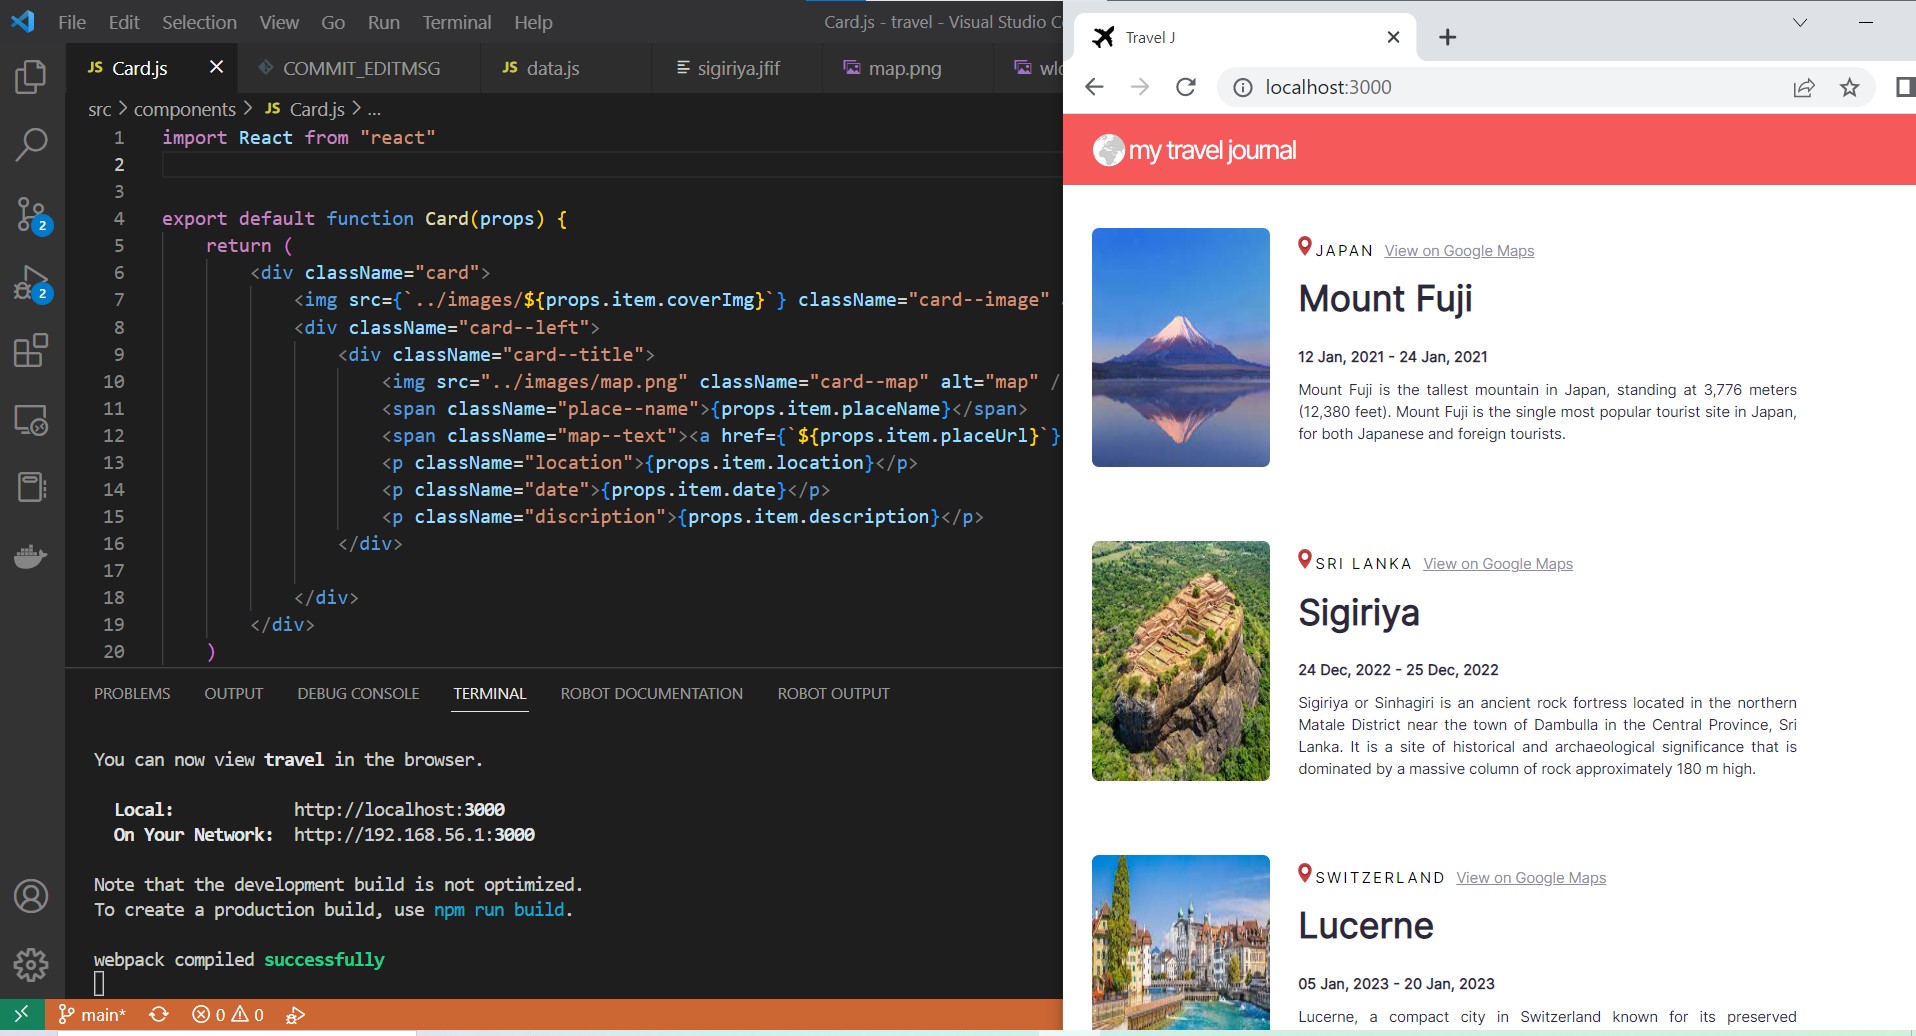 File Edit Selection View Go Run Terminal Help
Card.js - travel - Visual Studio
JS Card.js
COMMIT_EDITMSG
JS data.js
sigiriya.jfif
map.png
src > components > JS Card.js > ...
1 import React from "react"
2
3
4 export default function Card(props) {
5 return (
6 <div className="card">
7 <img src={`../images/${props.item.coverImg}`} className="card--image"
8 <div className="card--left">
9 <div className="card--title">
10 <img src="../images/map.png" className="card--map" alt="map" /
11 <span className="place--name">{props.item.placeName}</span>
12 <span className="map--text"><a href={`${props.item.placeUrl}`}
13 <p className="location">{props.item.location}</p>
14 <p className="date">{props.item.date}</p>
15 <p className="discription">{props.item.description}</p>
16 </div>
17
18 </div>
19 </div>
20 )
2
2
PROBLEMS OUTPUT DEBUG CONSOLE TERMINAL ROBOT DOCUMENTATION ROBOT OUTPUT
You can now view travel in the browser.
Local: http://localhost:3000
On Your Network: http://192.168.56.1:3000
Note that the development build is not optimized.
To create a production build, use npm run build.
webpack compiled successfully
main* 0 0
Travel J
localhost:3000
my travel journal
JAPAN View on Google Maps
Mount Fuji
12 Jan, 2021 - 24 Jan, 2021
Mount Fuji is the tallest mountain in Japan, standing at 3,776 meters
(12,380 feet). Mount Fuji is the single most popular tourist site in Japan,
for both Japanese and foreign tourists.
SRI LANKA View on Google Maps
Sigiriya
24 Dec, 2022 - 25 Dec, 2022
Sigiriya or Sinhagiri is an ancient rock fortress located in the northern
Matale District near the town of Dambulla in the Central Province, Sri
Lanka. It is a site of historical and archaeological significance that is
dominated by a massive column of rock approximately 180 m high.
SWITZERLAND View on Google Maps
Lucerne
05 Jan, 2023 - 20 Jan, 2023
Lucerne, a compact city in Switzerland known for its preserved